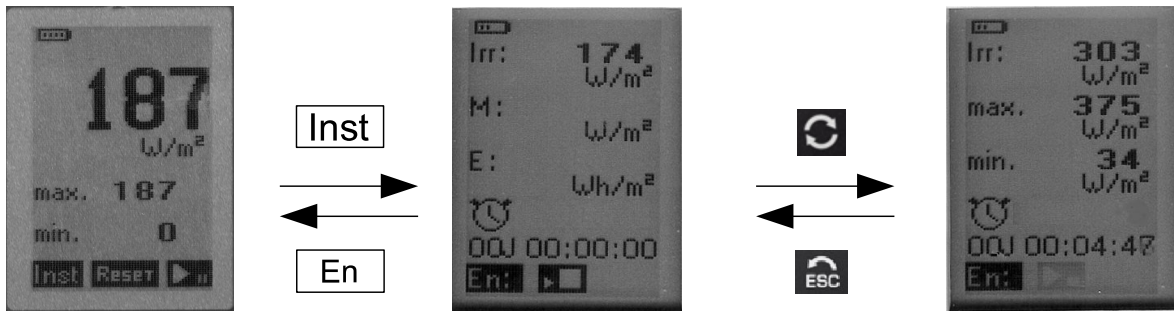 187
W/m²
max. 187
min. 0
Inst RESET
Inst
En
Irr: 174
W/m²
M:
W/m²
E:
Wh/m²
00J 00:00:00
En:
ESC
Irr: 303
W/m²
max. 375
W/m²
min. 34
W/m²
00J 00:04:47
En: